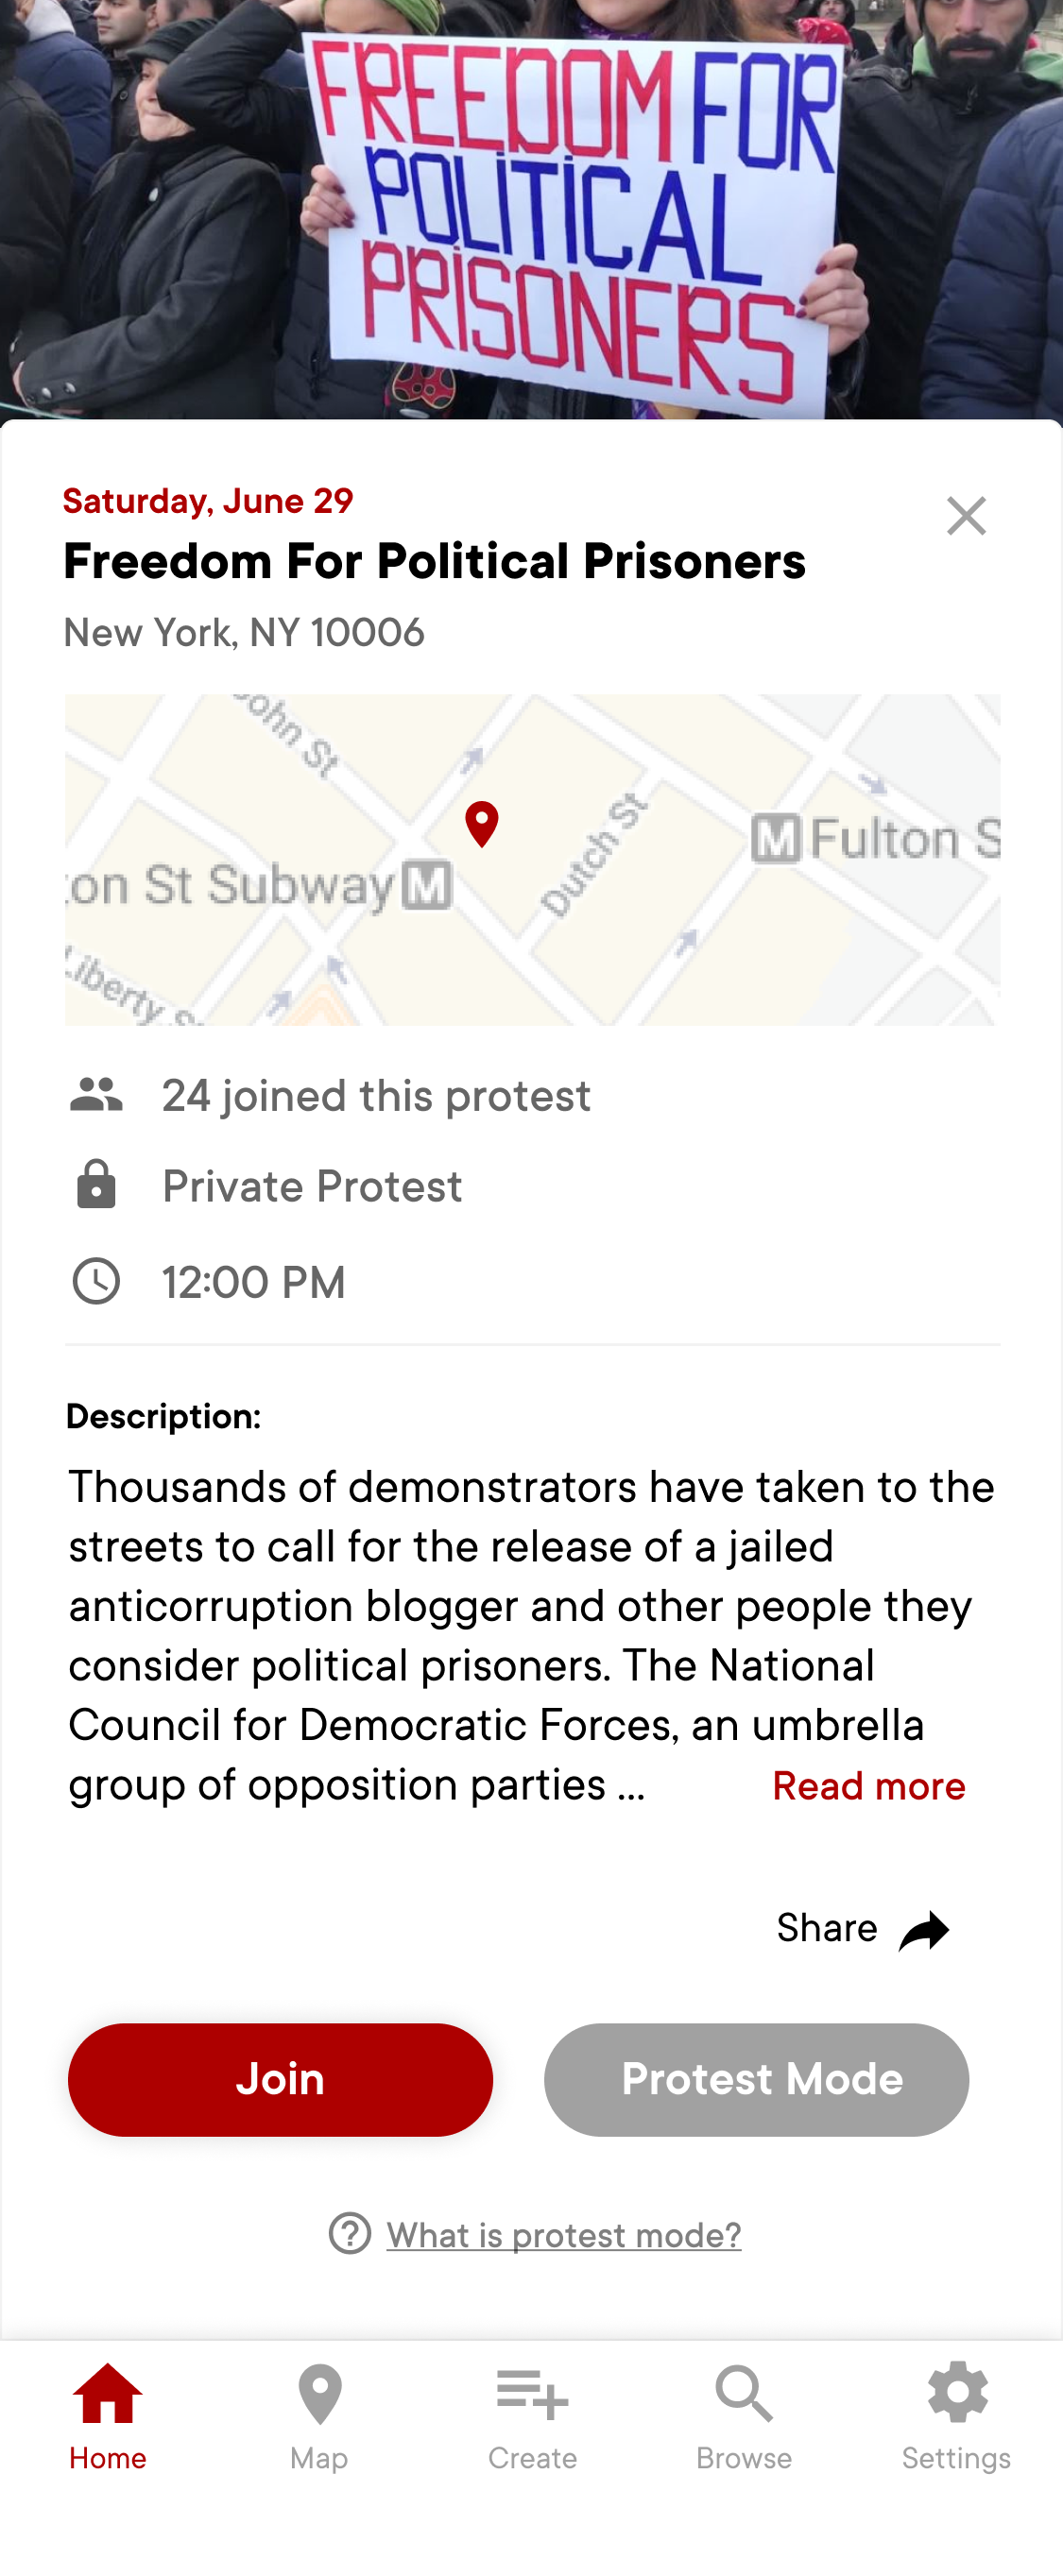 FREEDOM FOR
POLITICAL
PRISONERS
Saturday, June 29
Freedom For Political Prisoners
New York, NY 10006
John St
Dutch St
M Fulton S
on St Subway M
Liberty S
24 joined this protest
Private Protest
12:00 PM
Description:
Thousands of demonstrators have taken to the
streets to call for the release of a jailed
anticorruption blogger and other people they
consider political prisoners. The National
Council for Democratic Forces, an umbrella
group of opposition parties ... Read more
Share
Join Protest Mode
What is protest mode?
Home Map Create Browse Settings